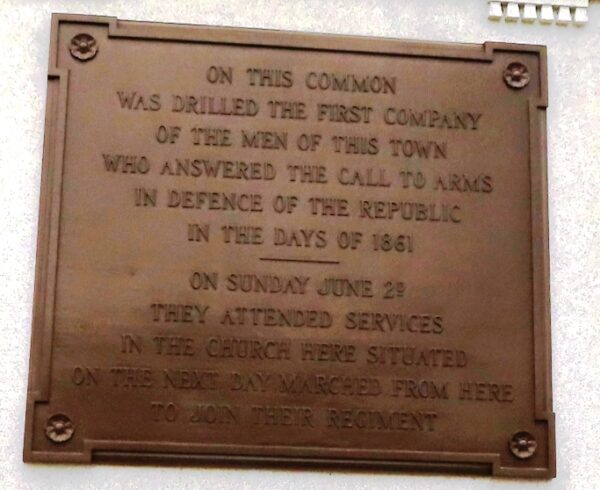 ON THIS COMMON
WAS DRILLED THE FIRST COMPANY
OF THE MEN OF THIS TOWN
WHO ANSWERED THE CALL TO ARMS
IN DEFENCE OF THE REPUBLIC
IN THE DAYS OF 1861
ON SUNDAY JUNE 2º
THEY ATTENDED SERVICES
IN THE CHURCH HERE SITUATED
ON THE NEXT DAY MARCHED FROM HERE
TO JOIN THEIR REGIMENT